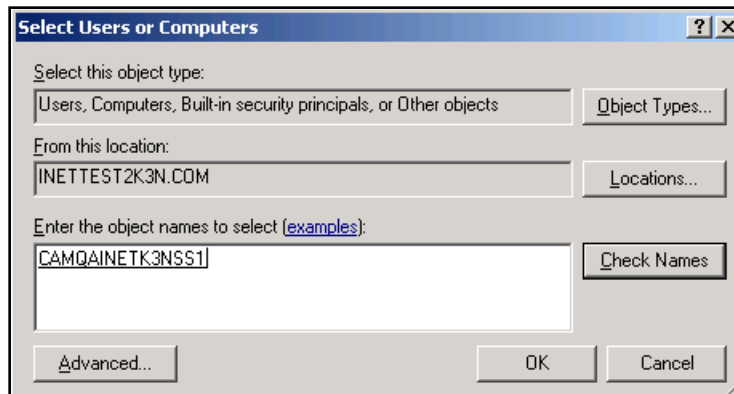 Select Users or Computers
Select this object type:
Users, Computers, Built-in security principals, or Other objects
Object Types...
From this location:
INETTEST2K3N.COM
Locations...
Enter the object names to select (examples):
CAMQAINETK3NSS1
Check Names
Advanced...
OK
Cancel